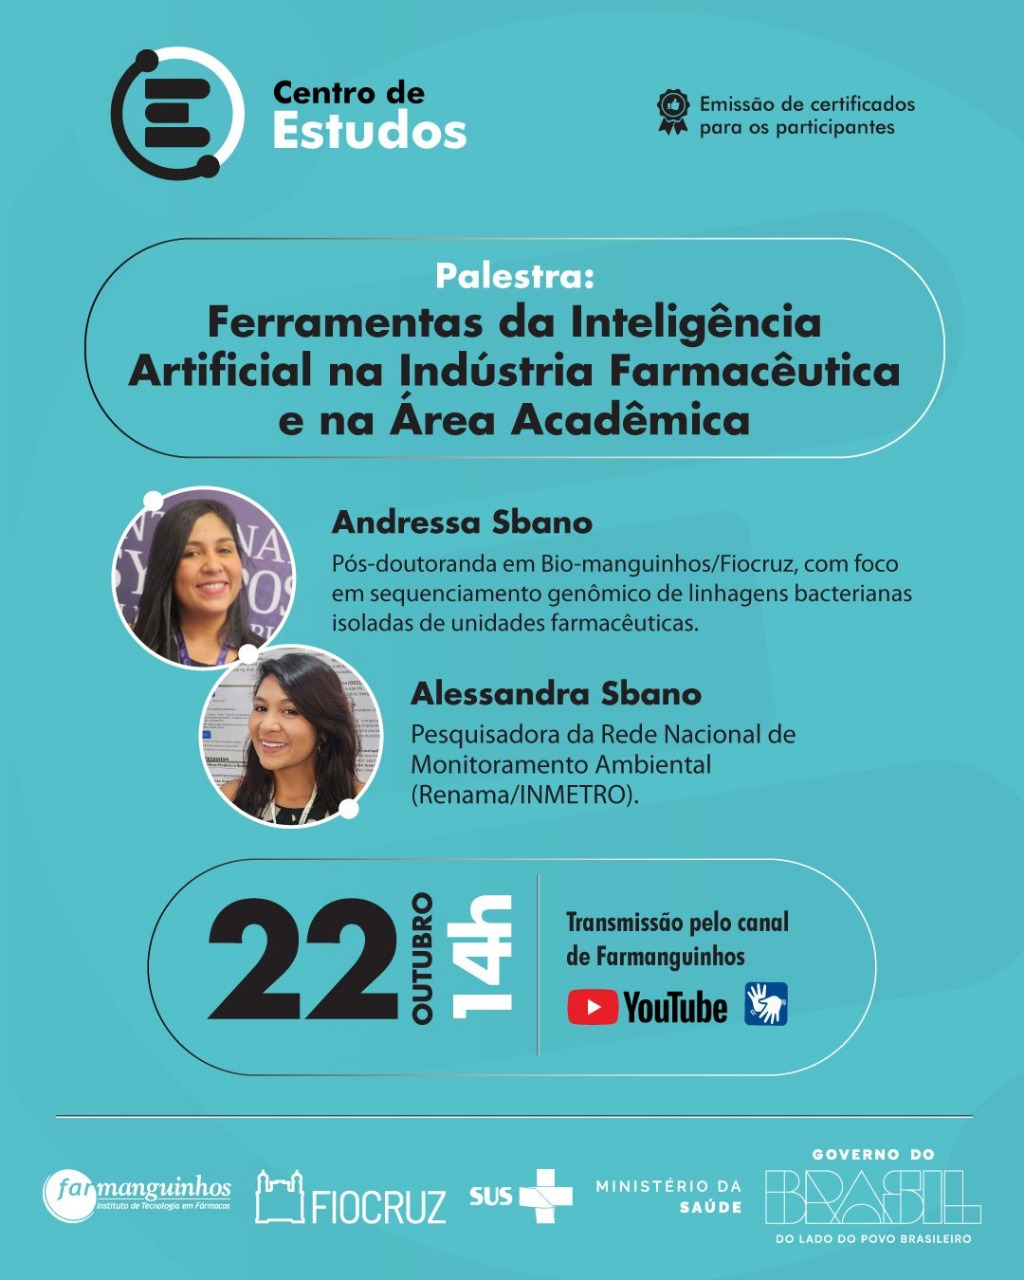 Centro de
Estudos
Emissão de certificados
para os participantes
Palestra:
Ferramentas da Inteligência
Artificial na Indústria Farmacêutica
e na Área Acadêmica
Andressa Sbano
Pós-doutoranda em Bio-manguinhos/Fiocruz, com foco
em sequenciamento genômico de linhagens bacterianas
isoladas de unidades farmacêuticas.
Alessandra Sbano
Pesquisadora da Rede Nacional de
Monitoramento Ambiental
(Renama/INMETRO).
22
OUTUBRO
14h
Transmissão pelo canal
de Farmanguinhos
YouTube
farmanguinhos
Instituto de Tecnologia em Fármacos
FIOCRUZ
SUS
MINISTÉRIO DA
SAÚDE
GOVERNO DO
BRASIL
DO LADO DO POVO BRASILEIRO